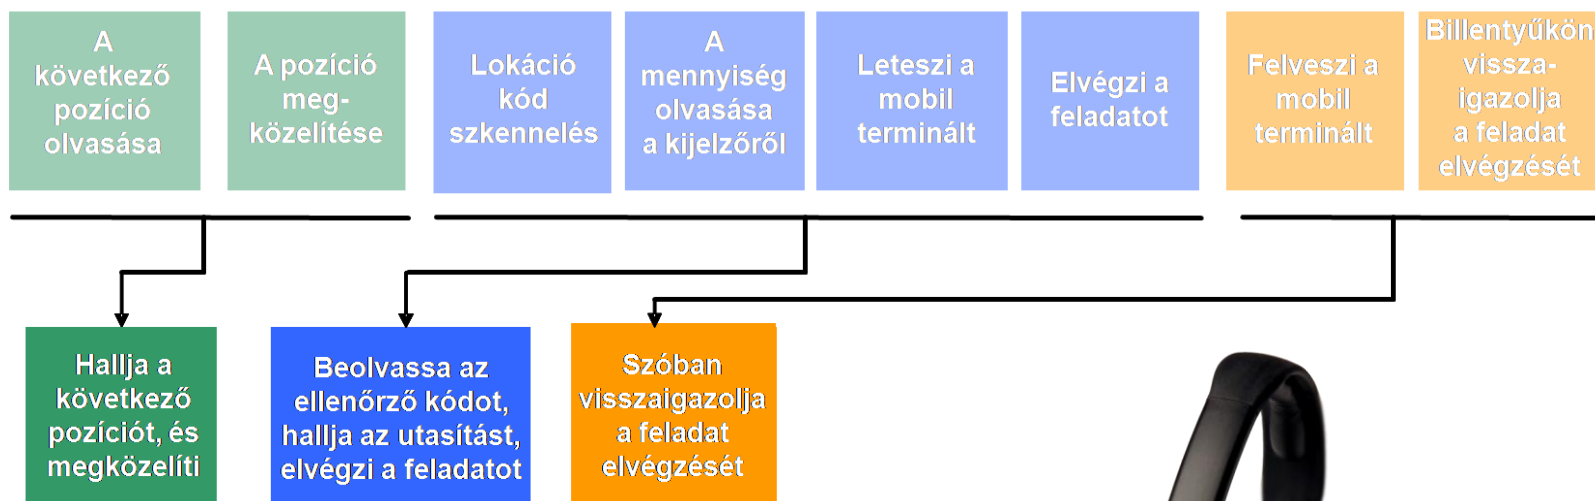 A
következő
pozíció
olvasása
A pozíció
meg-
közelítése
Lokáció
kód
szkennelés
A
mennyiség
olvasása
a kijelzőről
Leteszi a
mobil
terminált
Elvégzi a
feladatot
Felveszi a
mobil
terminált
Billentyűkön
vissza-
igazolja
a feladat
elvégzését
Hallja a
következő
pozíciót, és
megközelíti
Beolvassa az
ellenőrző kódot,
hallja az utasítást,
elvégzi a feladatot
Szóban
visszaigazolja
a feladat
elvégzését